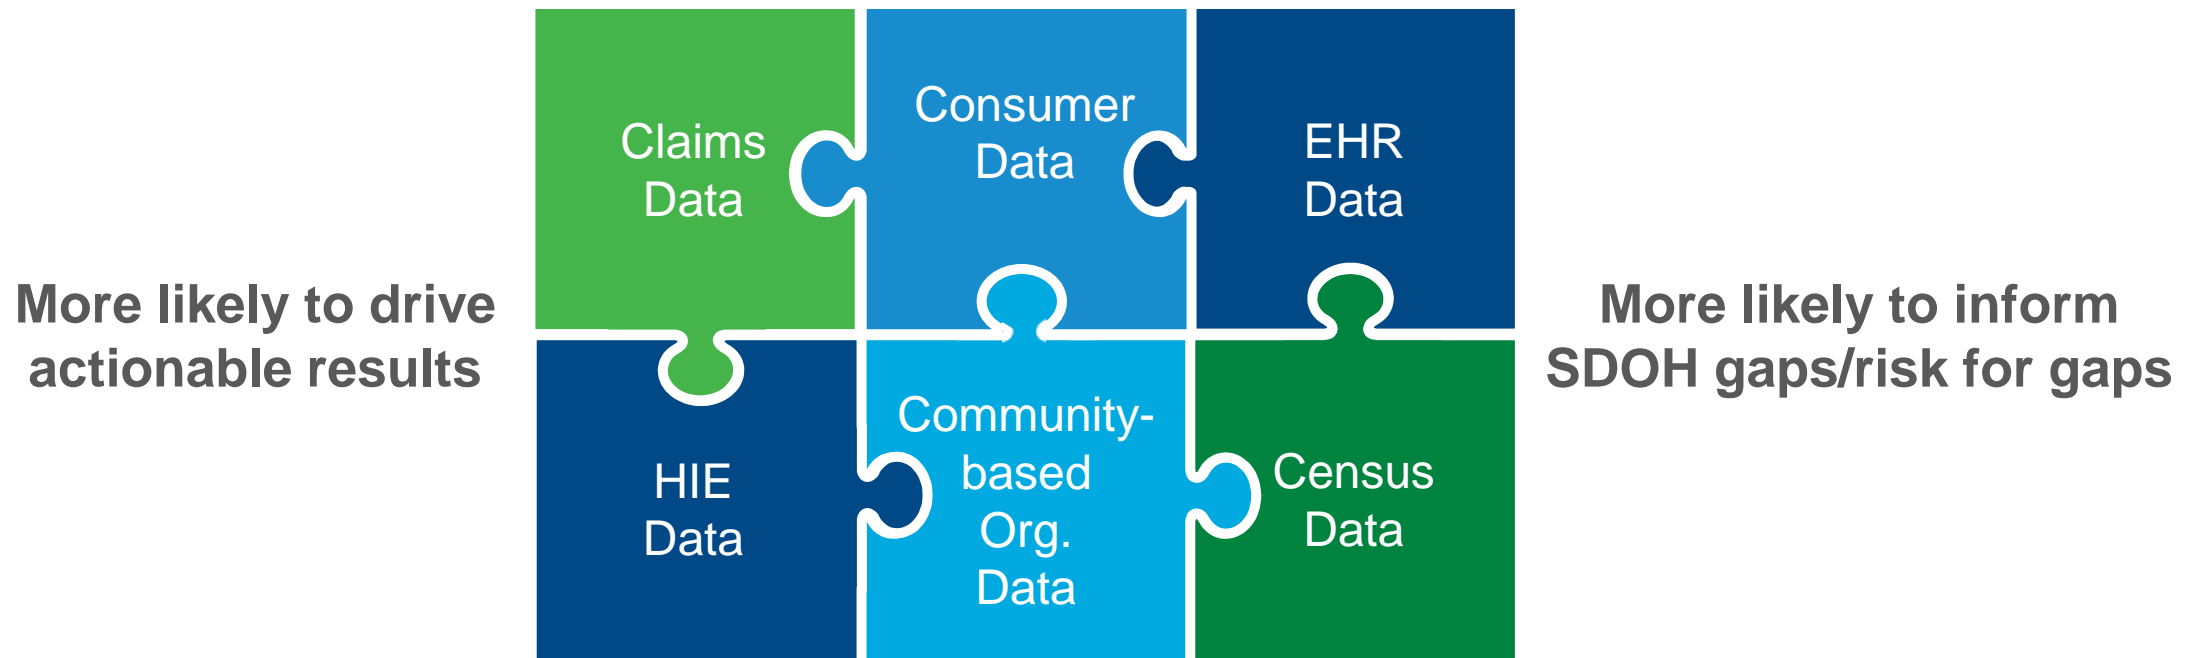 More likely to drive
actionable results
Claims
Data
Consumer
Data
EHR
Data
HIE
Data
Community-
based
Org.
Data
Census
Data
More likely to inform
SDOH gaps/risk for gaps